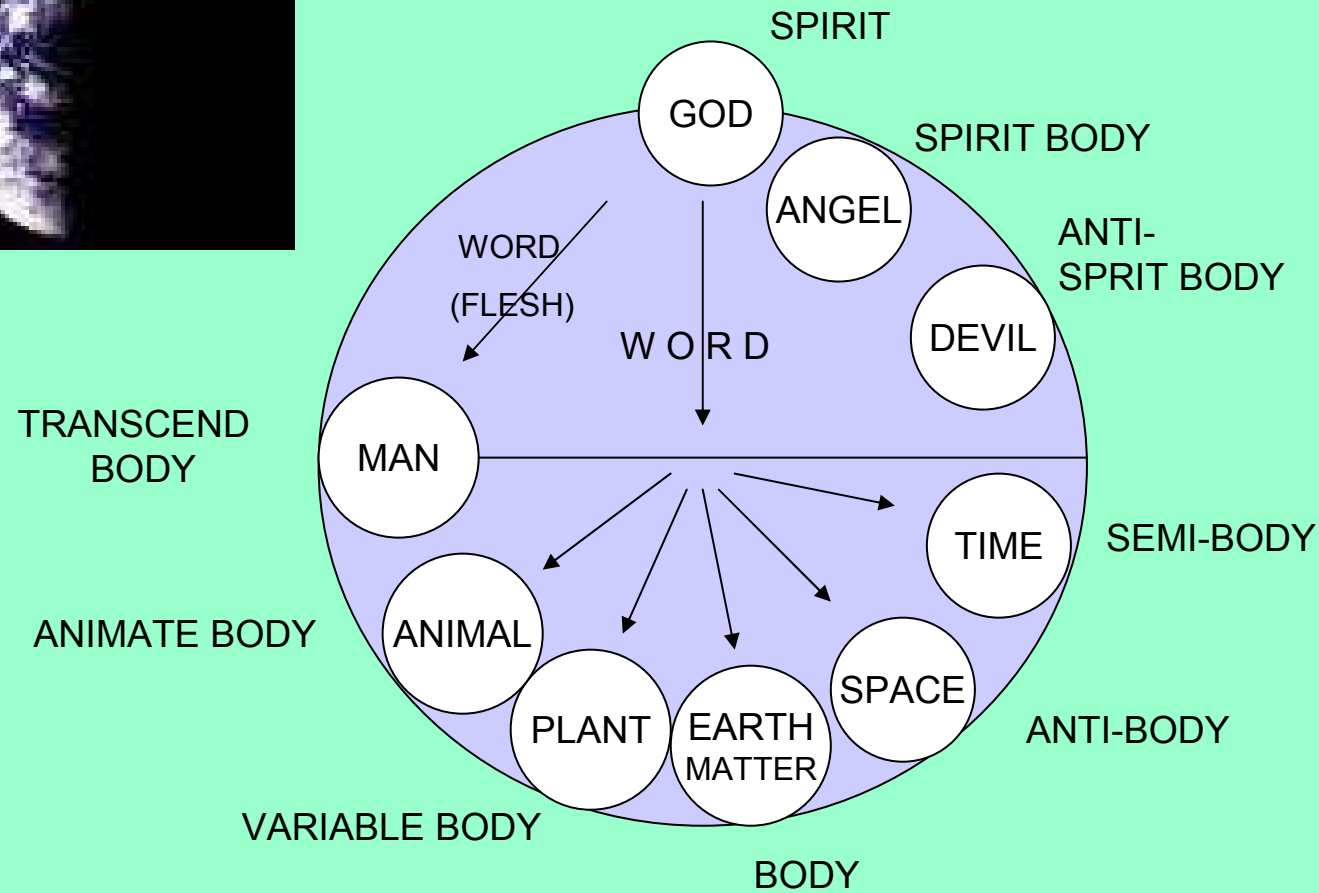 SPIRIT
GOD
SPIRIT BODY
ANGEL
ANTI-
SPRIT BODY
WORD
(FLESH)
W O R D
DEVIL
TRANSCEND
BODY
MAN
TIME
SEMI-BODY
ANIMATE BODY
ANIMAL
SPACE
PLANT
EARTH
MATTER
ANTI-BODY
VARIABLE BODY
BODY